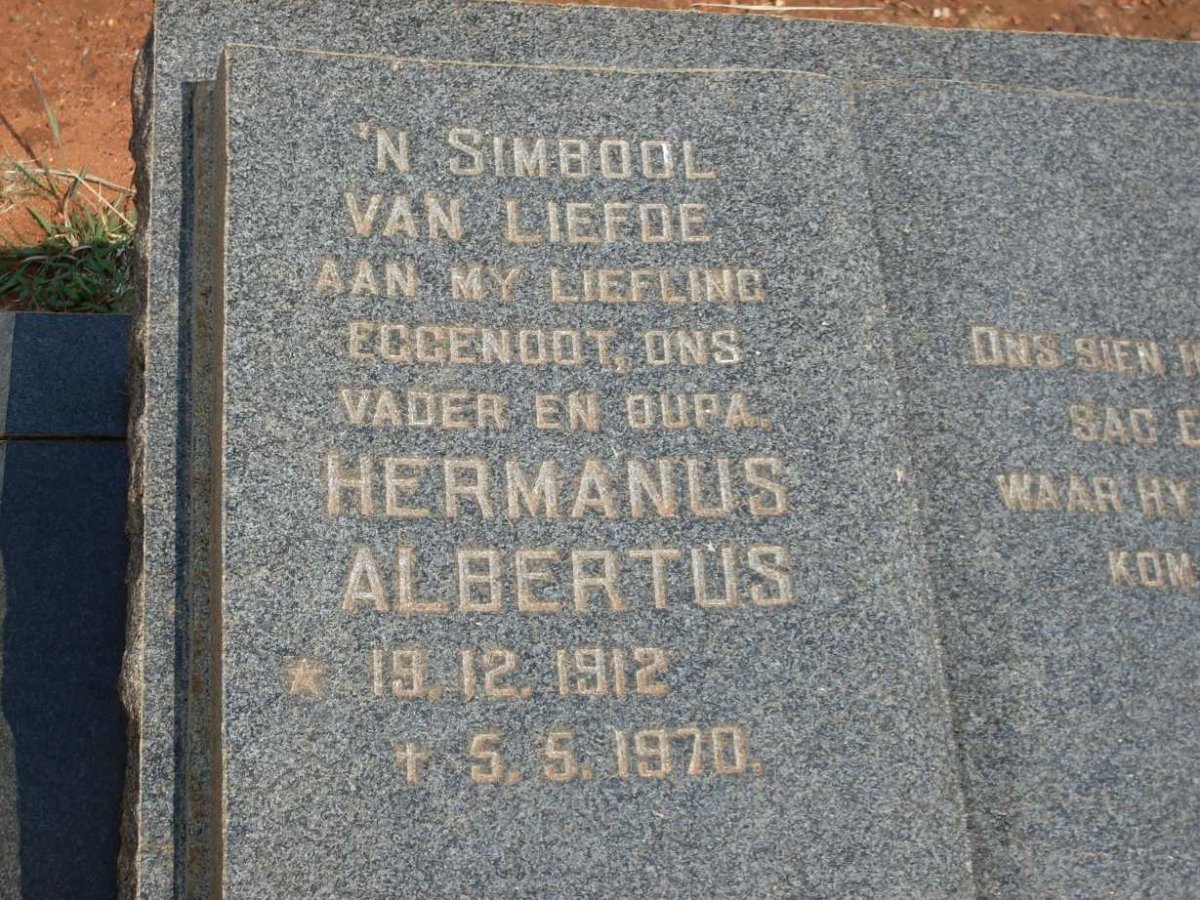 'N SIMBOOL
VAN LIEFDE
AAN MY LIEFLING
EGGENOOT, ONS
VADER EN OUPA.
HERMANUS
ALBERTUS
★ 19.12.1912
✝ 5.5.1970.
ONS SIEN
SAG
WAAR HY
KOM